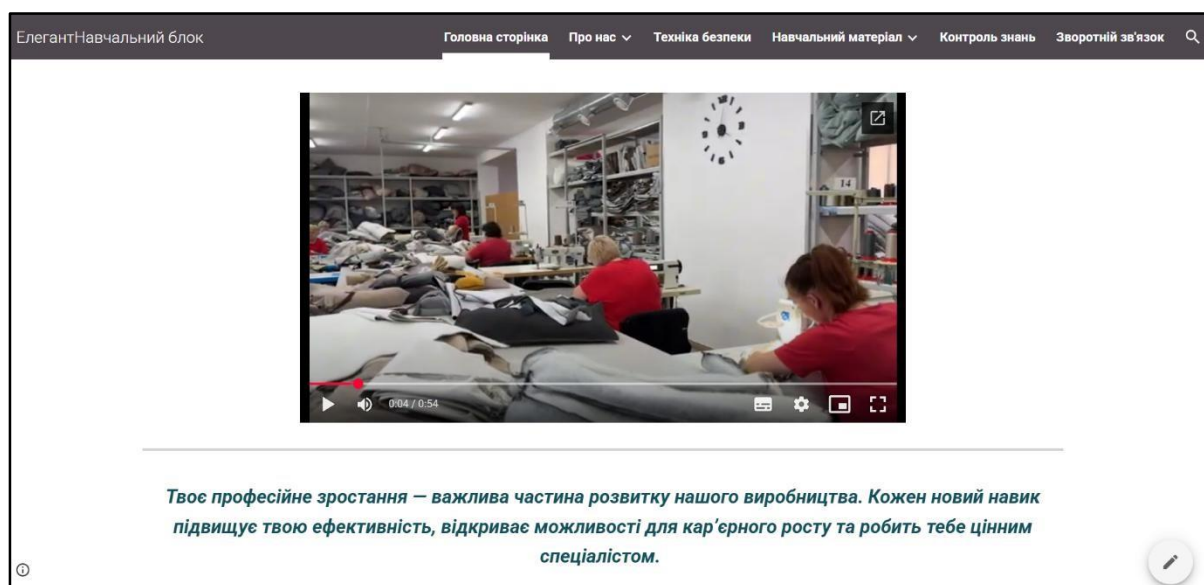 ЕлегантНавчальний блок
Головна сторінка Про нас Техніка безпеки Навчальний матеріал Контроль знань Зворотній зв'язок
14
0:04 / 0:54
Твоє професійне зростання — важлива частина розвитку нашого виробництва. Кожен новий навик
підвищує твою ефективність, відкриває можливості для кар’єрного росту та робить тебе цінним
спеціалістом.